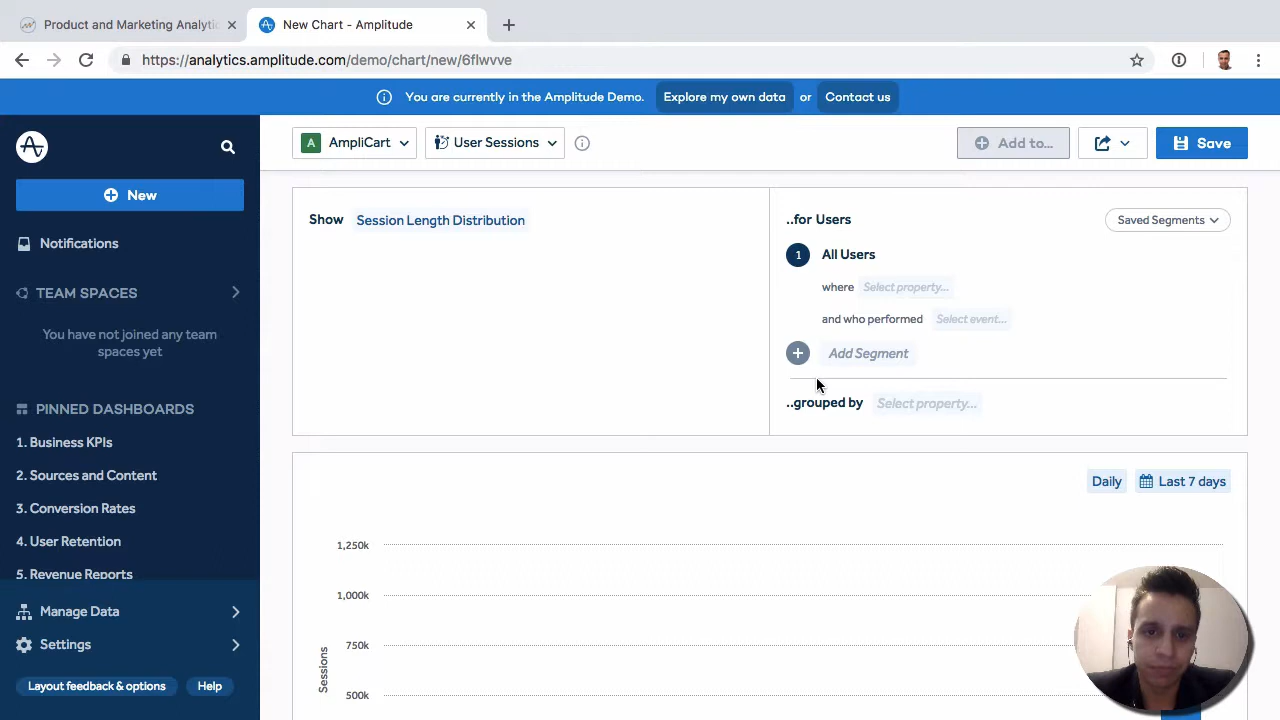 Product and Marketing Analytic
New Chart - Amplitude
https://analytics.amplitude.com/demo/chart/new/6flwvve
You are currently in the Amplitude Demo. Explore my own data or Contact us
A AmpliCart User Sessions Add to... Save
New
Notifications
TEAM SPACES
You have not joined any team
spaces yet
PINNED DASHBOARDS
1. Business KPIs
2. Sources and Content
3. Conversion Rates
4. User Retention
5. Revenue Reports
Manage Data
Settings
Layout feedback & options Help
Show Session Length Distribution
..for Users Saved Segments
1 All Users
where Select property...
and who performed Select event...
Add Segment
..grouped by Select property...
Daily Last 7 days
1,250k
1,000k
750k
500k
Sessions